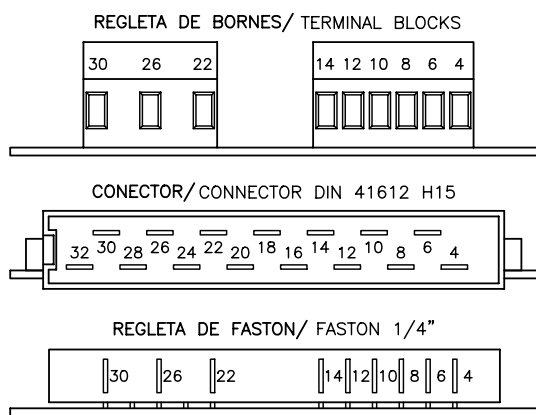 REGLETA DE BORNES/ TERMINAL BLOCKS
30 26 22 14 12 10 8 6 4
CONECTOR/ CONNECTOR DIN 41612 H15
30 26 22 18 14 10 6
32 28 24 20 16 12 8 4
REGLETA DE FASTON/ FASTON 1/4"
30 26 22 14 12 10 8 6 4